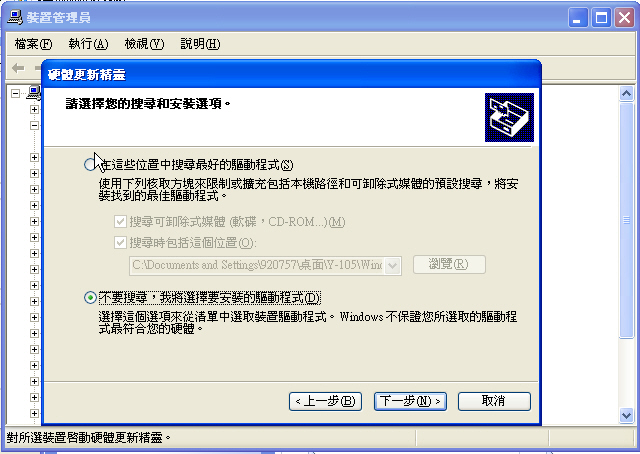 裝置管理員
檔案(F) 執行(A) 檢視(V) 說明(H)
硬體更新精靈
請選擇您的搜尋和安裝選項。
在這些位置中搜尋最好的驅動程式(S)
使用下列核取方塊來限制或擴充包括本機路徑和可卸除式媒體的預設搜尋，將安
裝找到的最佳驅動程式。
搜尋可卸除式媒體 (軟碟，CD-ROM...)(M)
搜尋時包括這個位置(O):
C:\Documents and Settings\920757\桌面\Y-105\Win
瀏覽(R)
不要搜尋，我將選擇要安裝的驅動程式(D)
選擇這個選項來從清單中選取裝置驅動程式。Windows 不保證您所選取的驅動程
式最符合您的硬體。
< 上一步(B) 下一步(N) > 取消
對所選裝置啓動硬體更新精靈。